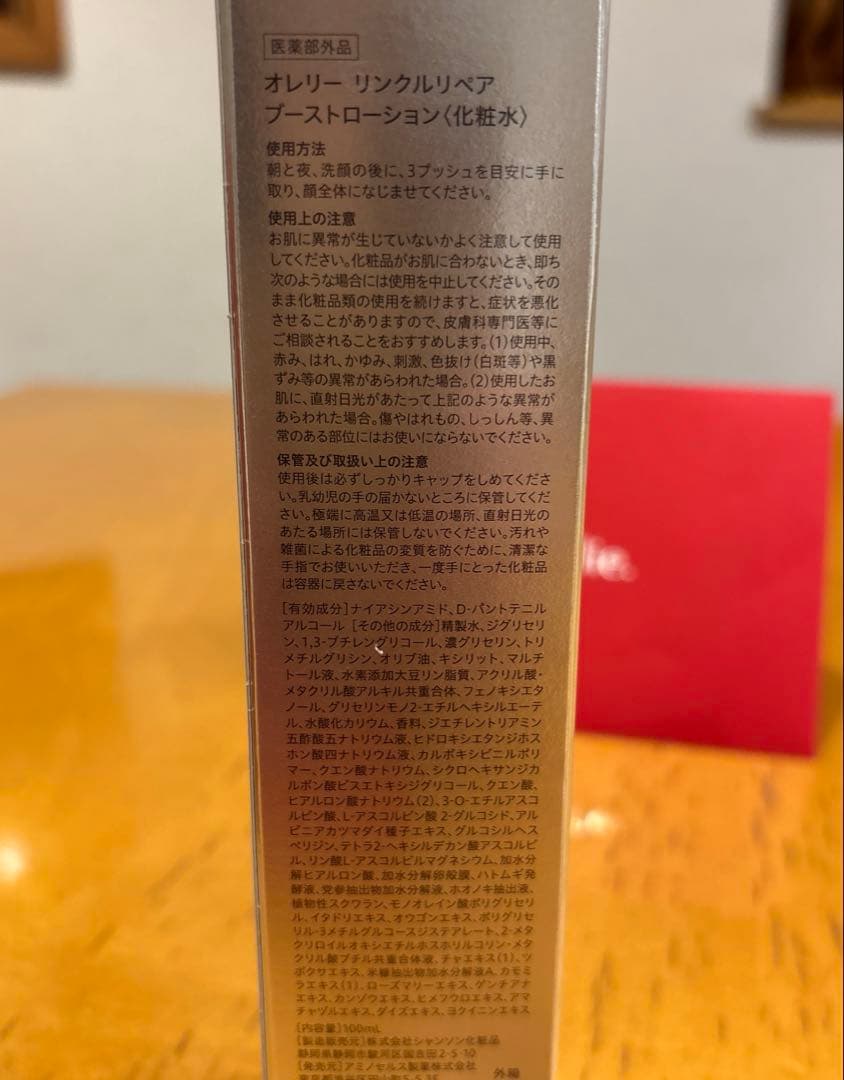 医薬部外品
オレリー リンクルリペア
ブーストローション〈化粧水〉
使用方法
朝と夜、洗顔の後に、3プッシュを目安に手に
取り、顔全体になじませてください。
使用上の注意
お肌に異常が生じていないかよく注意して使用
してください。化粧品がお肌に合わないとき、即ち
次のような場合には使用を中止してください。その
まま化粧品類の使用を続けますと、症状を悪化
させることがありますので、皮膚科専門医等に
ご相談されることをおすすめします。(1)使用中、
赤み、はれ、かゆみ、刺激、色抜け(白斑等)や黒
ずみ等の異常があらわれた場合。(2)使用したお
肌に、直射日光があたって上記のような異常が
あらわれた場合。傷やはれもの、しっしん等、異
常のある部位にはお使いにならないでください。
保管及び取扱い上の注意
使用後は必ずしっかりキャップをしめてくださ
い。乳幼児の手の届かないところに保管してくだ
さい。極端に高温又は低温の場所、直射日光の
あたる場所には保管しないでください。汚れや
雑菌による化粧品の変質を防ぐために、清潔な
手指でお使いいただき、一度手にとった化粧品
は容器に戻さないでください。
[有効成分]ナイアシンアミド、D-パントテニル
アルコール [その他の成分]精製水、ジグリセリ
ン、1,3-ブチレングリコール、濃グリセリン、トリ
メチルグリシン、オリブ油、キシリット、マルチ
トール液、水素添加大豆リン脂質、アクリル酸・
メタクリル酸アルキル共重合体、フェノキシエタ
ノール、グリセリンモノ2-エチルヘキシルエーテ
ル、水酸化カリウム、香料、ジエチレントリアミン
五酢酸五ナトリウム液、ヒドロキシエタンジホス
ホン酸四ナトリウム液、カルボキシビニルポリ
マー、クエン酸ナトリウム、シクロヘキサンジカ
ルボン酸ビスエトキシジグリコール、クエン酸、
ヒアルロン酸ナトリウム(2)、3-O-エチルアスコ
ルビン酸、L-アスコルビン酸 2-グルコシド、アル
ピニアカツマダイ種子エキス、グルコシルヘス
ペリジン、テトラ2-ヘキシルデカン酸アスコルビ
ル、リン酸L-アスコルビルマグネシウム、加水分
解ヒアルロン酸、加水分解卵殻膜、ハトムギ発
酵液、党参抽出物加水分解液、ホオノキ抽出液、
植物性スクワラン、モノオレイン酸ポリグリセリ
ル、イタドリエキス、オウゴンエキス、ポリグリセ
リル-3メチルグルコースジステアレート、2-メタ
クリロイルオキシエチルホスホリルコリン・メタ
クリル酸ブチル共重合体液、チャエキス(1)、ツ
ボクサエキス、米糠抽出物加水分解液A、カモミ
ラエキス(1)、ローズマリーエキス、ゲンチアナ
エキス、カンゾウエキス、ヒメフウロエキス、アマ
チャヅルエキス、ダイズエキス、ヨクイニンエキス
[内容量]100mL
[製造販売元]株式会社シャンソン化粧品
静岡県静岡市駿河区国吉田2-5-10
[発売元]アミノセルス製薬株式会社
外箱
ie.